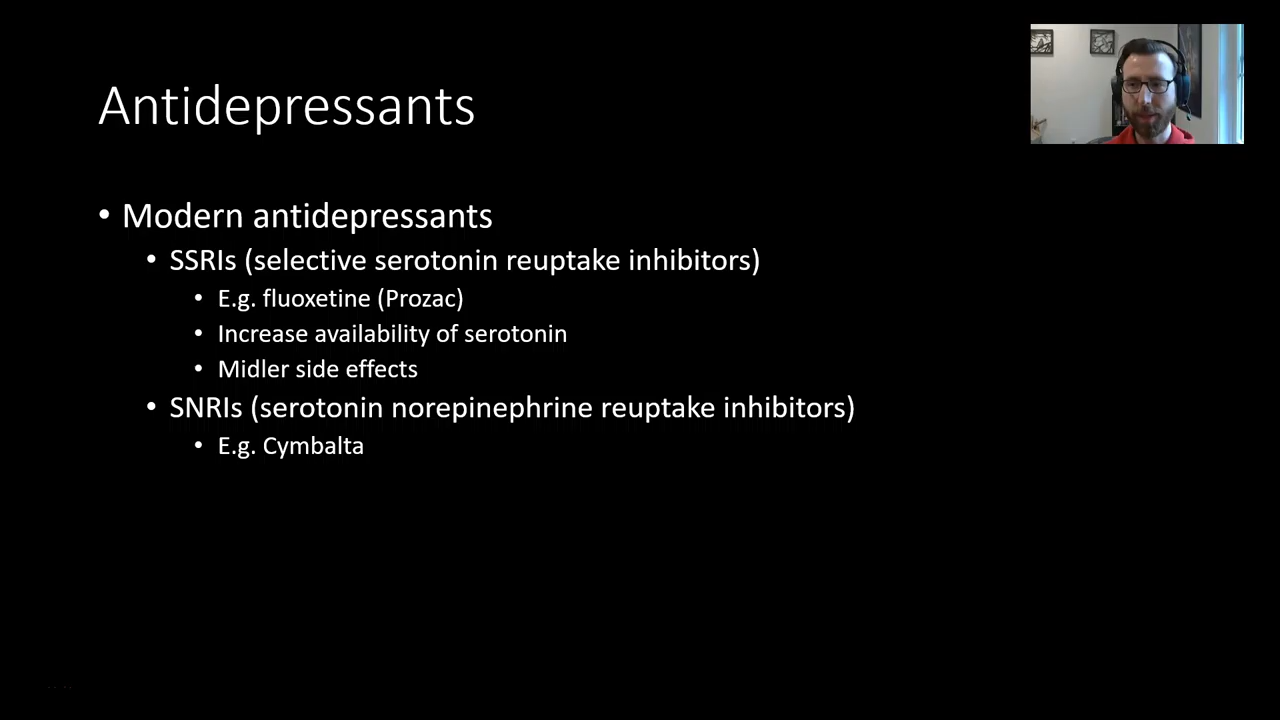 Antidepressants
• Modern antidepressants
• SSRIs (selective serotonin reuptake inhibitors)
• E.g. fluoxetine (Prozac)
• Increase availability of serotonin
• Midler side effects
• SNRIs (serotonin norepinephrine reuptake inhibitors)
• E.g. Cymbalta